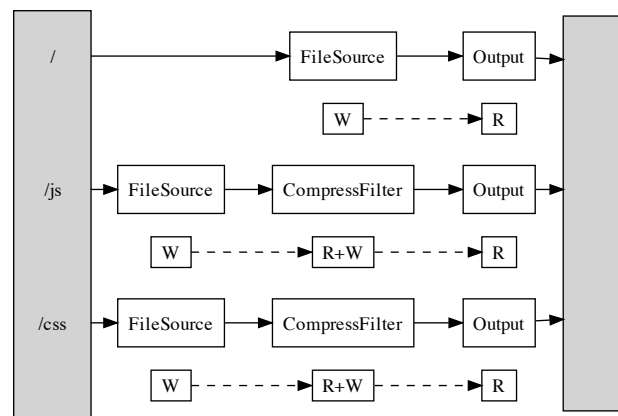 / FileSource Output
W R
/js FileSource CompressFilter Output
W R+W R
/css FileSource CompressFilter Output
W R+W R